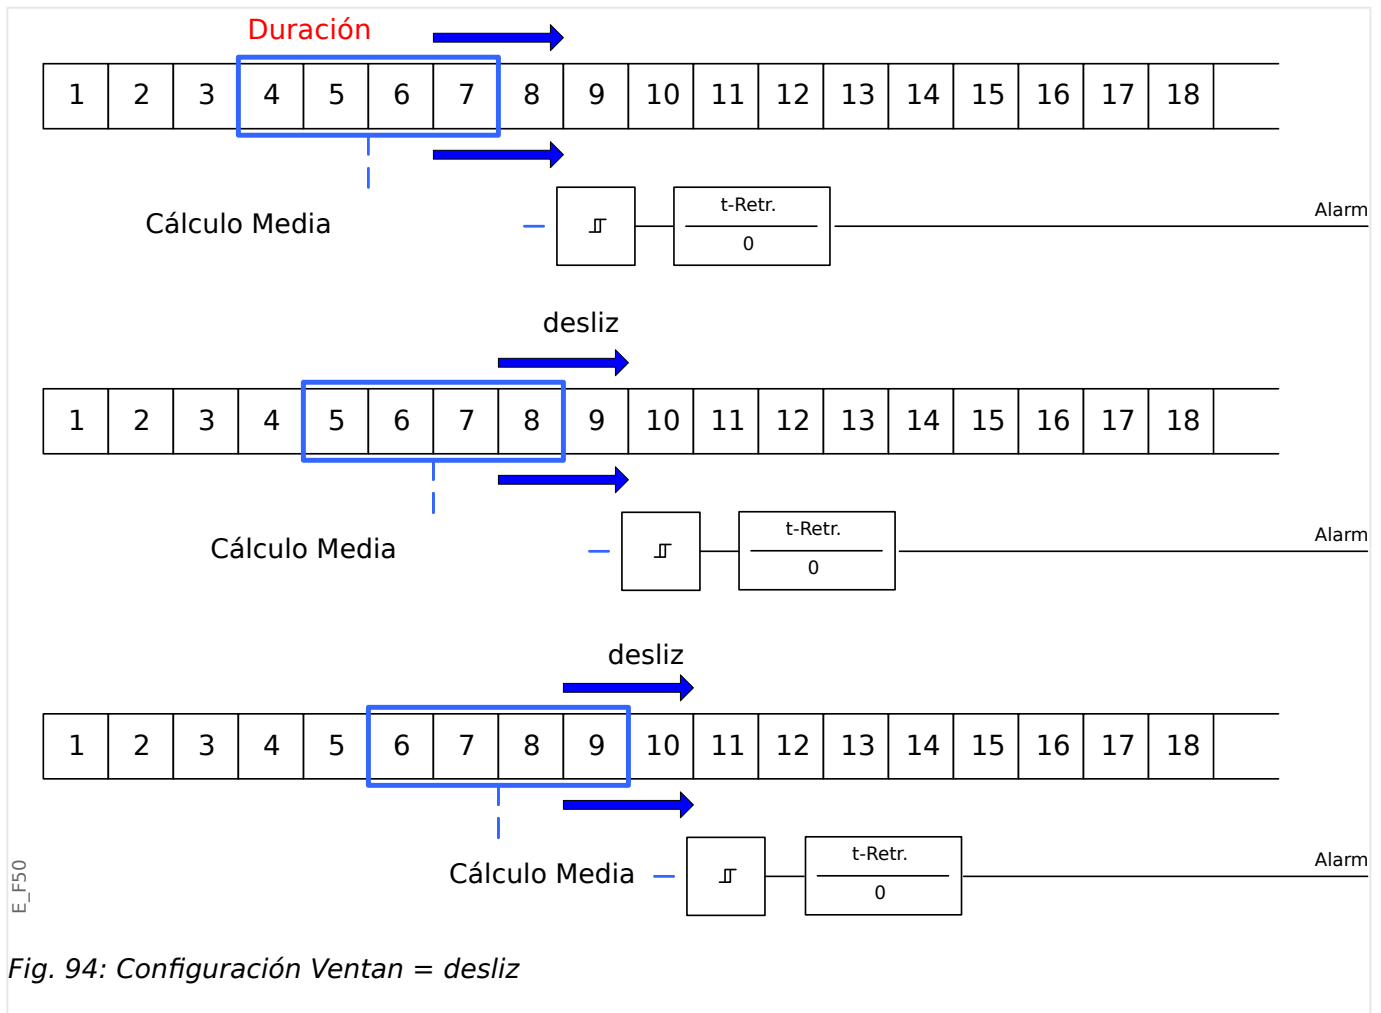 Duración
1 2 3 4 5 6 7 8 9 10 11 12 13 14 15 16 17 18
t-Retr.
Alarm
Cálculo Media
0
desliz
1 2 3 4 5 6 7 8 9 10 11 12 13 14 15 16 17 18
t-Retr.
Alarm
Cálculo Media
0
desliz
1 2 3 4 5 6 7 8 9 10 11 12 13 14 15 16 17 18
t-Retr.
Alarm
Cálculo Media
0
E_F50
Fig. 94: Configuración Ventan = desliz